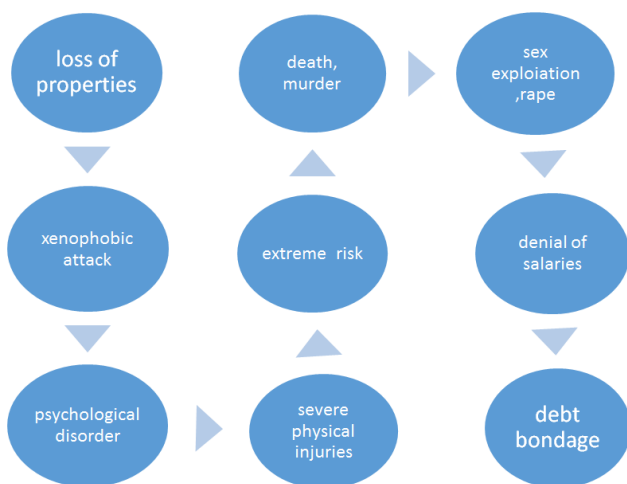 loss of
properties
xenophobic
attack
psychological
disorder
severe
physical
injuries
extreme risk
death,
murder
sex
exploiation
,rape
denial of
salaries
debt
bondage